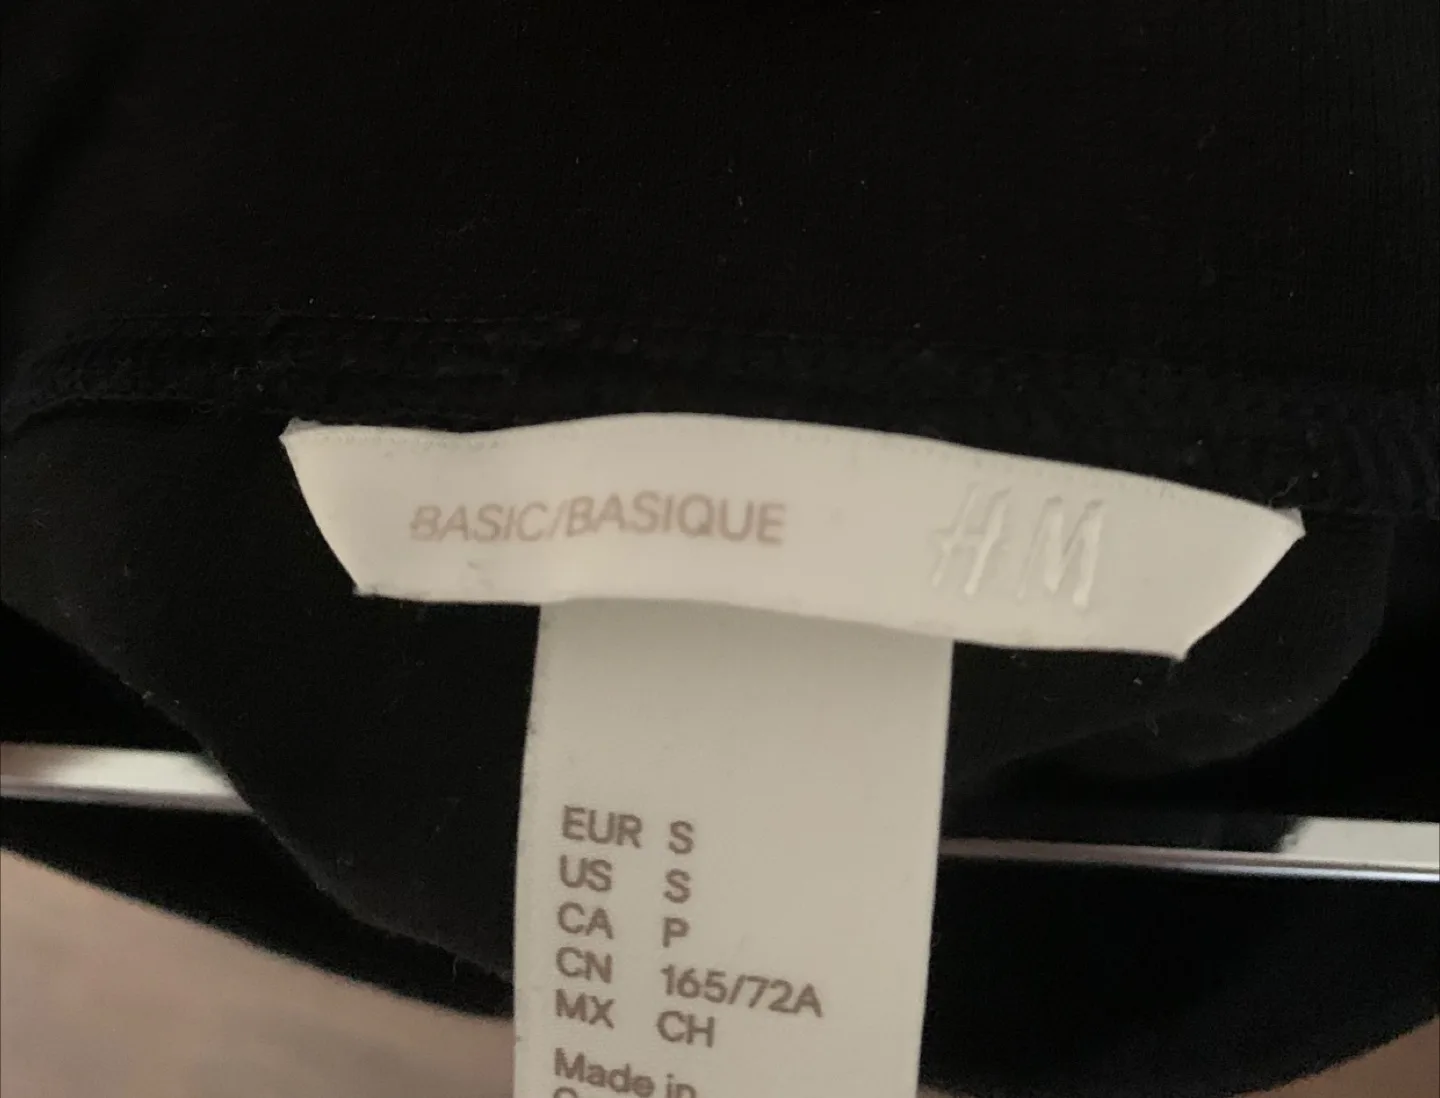 BASIC/BASIQUE
H M
EUR S
US S
CA P
CN 165/72A
MX CH
Made in